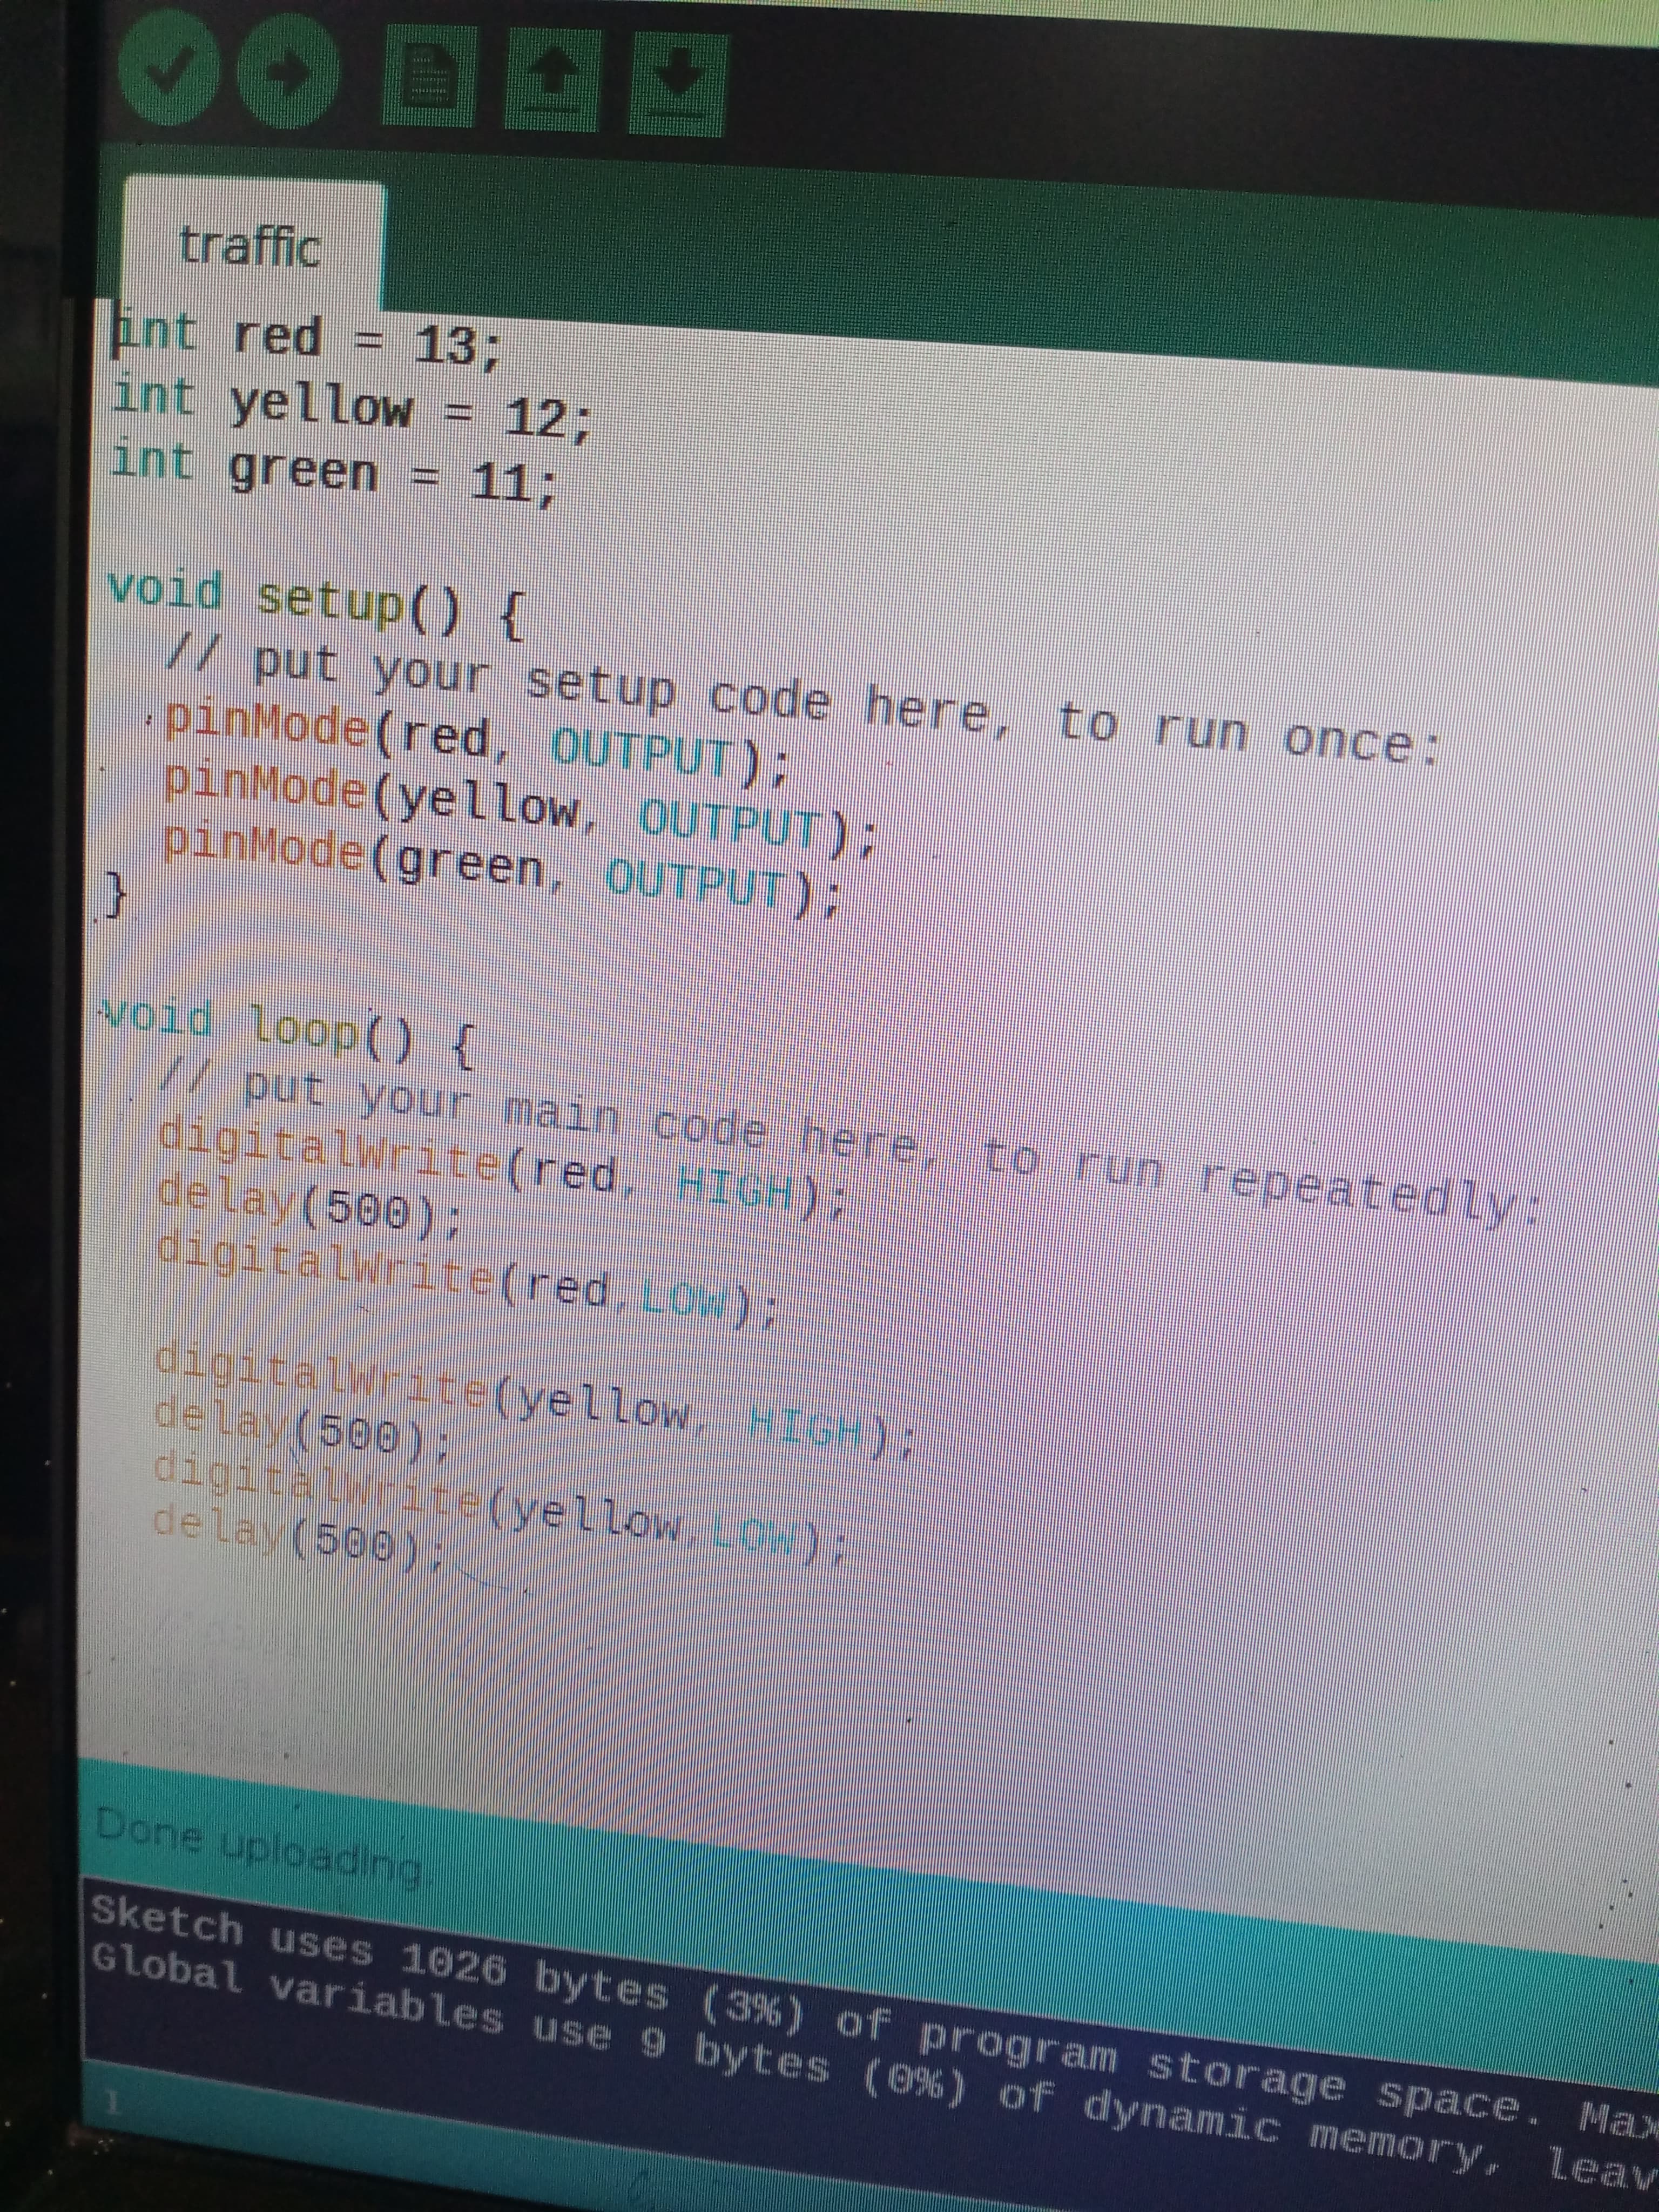 traffic
int red = 13;
int yellow = 12;
int green = 11;
void setup() {
// put your setup code here, to run once:
pinMode(red, OUTPUT);
pinMode(yellow, OUTPUT);
pinMode(green, OUTPUT);
}
void loop() {
// put your main code here, to run repeatedly:
digitalWrite(red, HIGH);
delay(500);
digitalWrite(red,LOW);
digitalWrite(yellow, HIGH);
delay(500);
digitalWrite(yellow,LOW);
delay(500);
Done uploading.
Sketch uses 1026 bytes (3%) of program storage space. Max
Global variables use 9 bytes (0%) of dynamic memory, leav
1